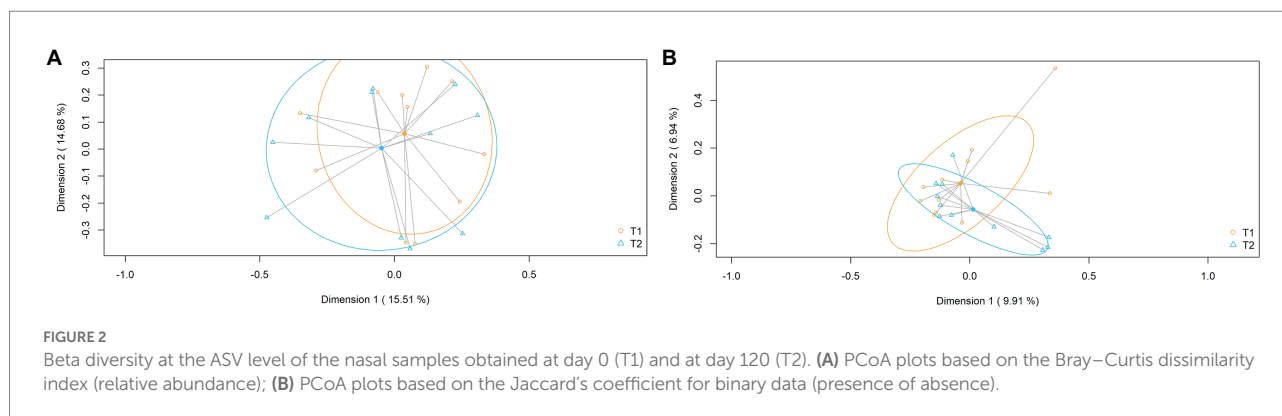 A
B
Dimension 2 ( 14.68 %)
0.3
0.2
0.1
0.0
-0.1
-0.2
-0.3
T1
T2
-1.0 -0.5 0.0 0.5
Dimension 1 ( 15.51 %)
Dimension 2 ( 6.94 %)
0.4
0.2
0.0
-0.2
T1
T2
-1.0 -0.5 0.0 0.5 1.0
Dimension 1 ( 9.91 %)
FIGURE 2
Beta diversity at the ASV level of the nasal samples obtained at day 0 (T1) and at day 120 (T2). (A) PCoA plots based on the Bray–Curtis dissimilarity
index (relative abundance); (B) PCoA plots based on the Jaccard's coefficient for binary data (presence of absence).